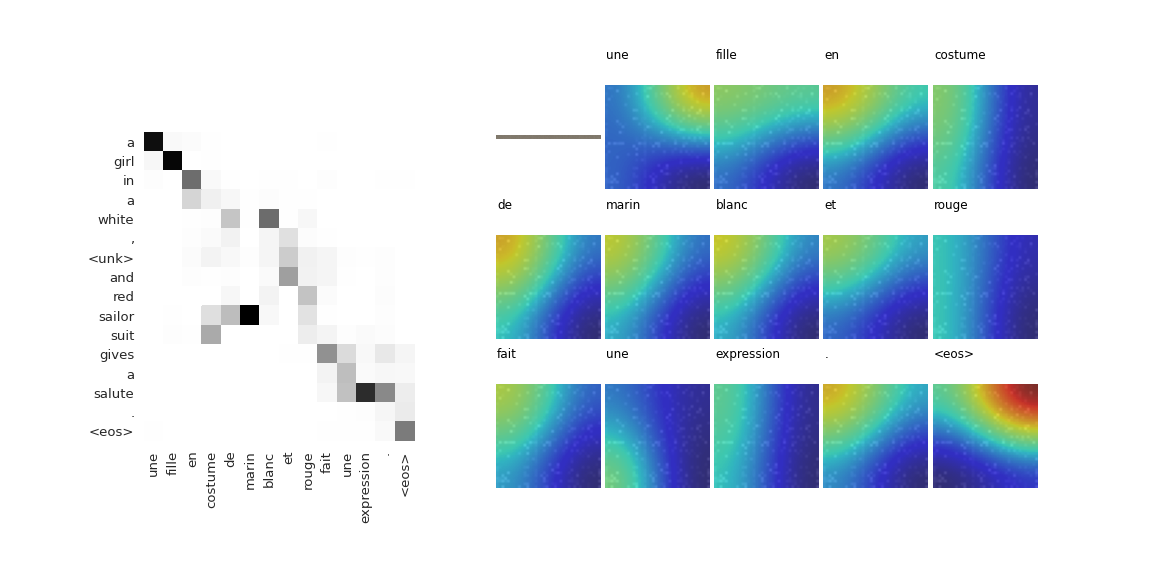 a
girl
in
a
white
,
<unk>
and
red
sailor
suit
gives
a
salute
.
<eos>
une
fille
en
costume
de
marin
blanc
et
rouge
fait
une
expression
.
<eos>
une fille en costume
de marin blanc et rouge
fait une expression . <eos>